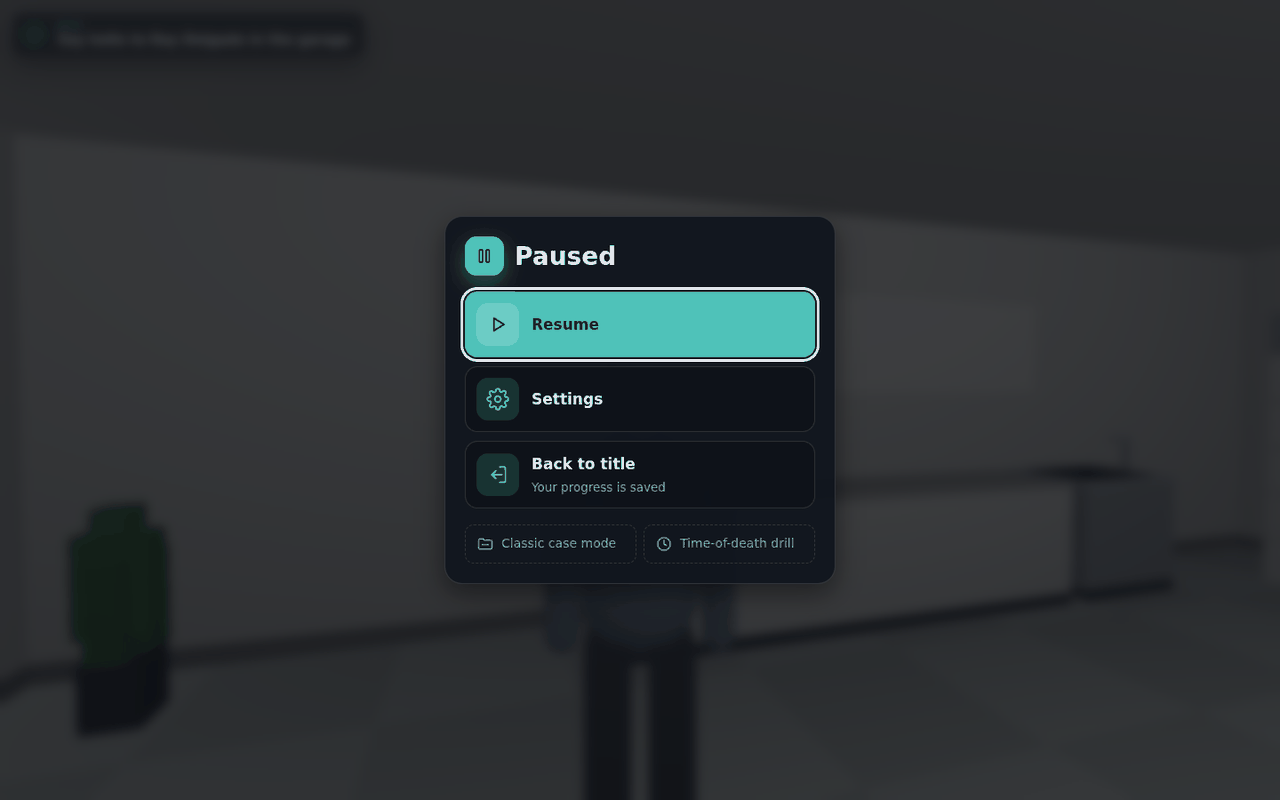 Paused
Resume
Settings
Back to title
Your progress is saved
Classic case mode
Time-of-death drill